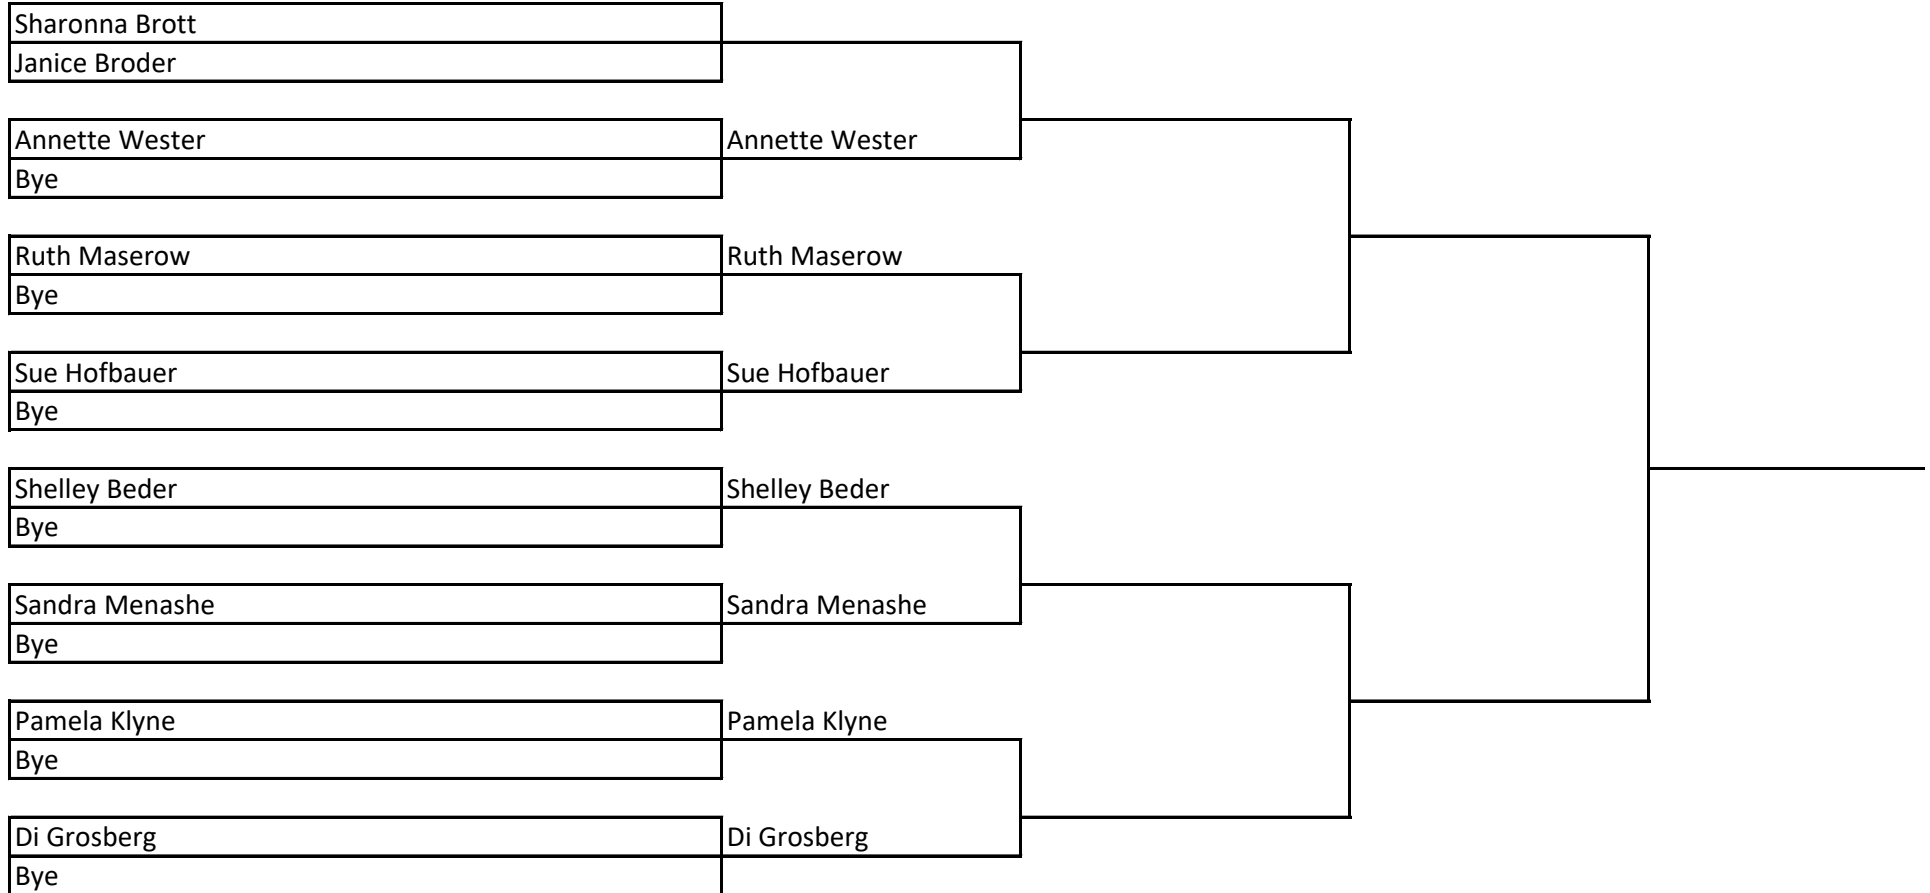 Sharonna Brott
Janice Broder
Annette Wester Annette Wester
Bye
Ruth Maserow Ruth Maserow
Bye
Sue Hofbauer Sue Hofbauer
Bye
Shelley Beder Shelley Beder
Bye
Sandra Menashe Sandra Menashe
Bye
Pamela Klyne Pamela Klyne
Bye
Di Grosberg Di Grosberg
Bye